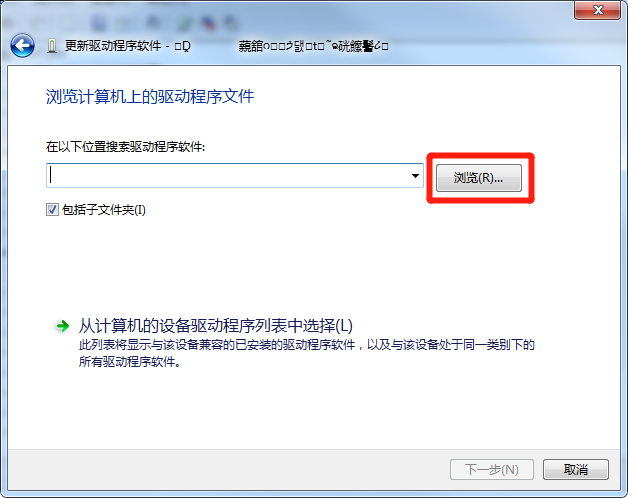 更新驱动程序软件 -
浏览计算机上的驱动程序文件
在以下位置搜索驱动程序软件:
浏览(R)...
包括子文件夹(I)
从计算机的设备驱动程序列表中选择(L)
此列表将显示与该设备兼容的已安装的驱动程序软件，以及与该设备处于同一类别下的
所有驱动程序软件。
下一步(N)
取消